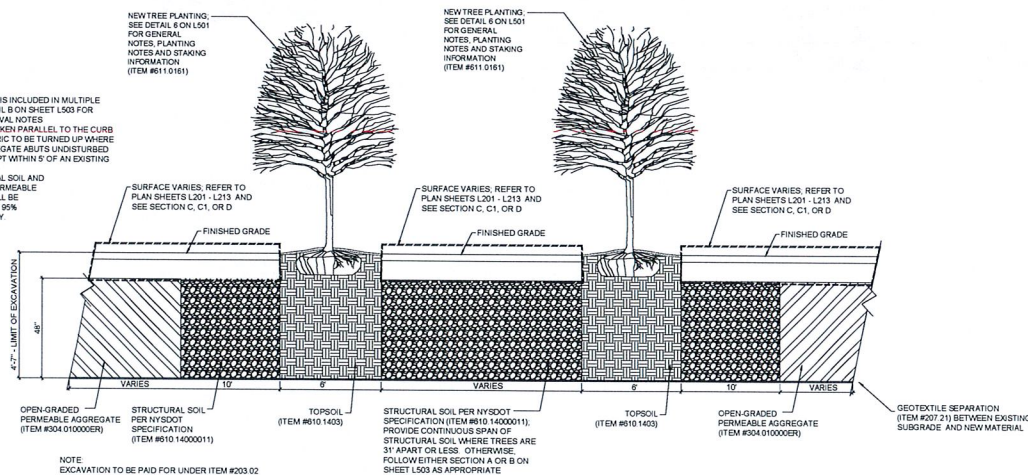 NEW TREE PLANTING;
SEE DETAIL 6 ON L501
FOR GENERAL
NOTES, PLANTING
NOTES AND STAKING
INFORMATION
(ITEM #611.0161)
NEW TREE PLANTING;
SEE DETAIL 6 ON L501
FOR GENERAL
NOTES, PLANTING
NOTES AND STAKING
INFORMATION
(ITEM #611.0161)
IS INCLUDED IN MULTIPLE
IL B ON SHEET L503 FOR
VAL NOTES
KEN PARALLEL TO THE CURB
RIC TO BE TURNED UP WHERE
GATE ABUTS UNDISTURBED
PT WITHIN 5' OF AN EXISTING
AL SOIL AND
RMEABLE
LL BE
95%
Y.
SURFACE VARIES; REFER TO
PLAN SHEETS L201 - L213 AND
SEE SECTION C, C1, OR D
FINISHED GRADE
SURFACE VARIES; REFER TO
PLAN SHEETS L201 - L213 AND
SEE SECTION C, C1, OR D
FINISHED GRADE
SURFACE VARIES; REFER TO
PLAN SHEETS L201 - L213 AND
SEE SECTION C, C1, OR D
FINISHED GRADE
4'-7" - LIMIT OF EXCAVATION
48"
VARIES 10' 6' VARIES 6' 10' VARIES
OPEN-GRADED
PERMEABLE AGGREGATE
(ITEM #304.010000ER)
STRUCTURAL SOIL
PER NYSDOT
SPECIFICATION
(ITEM #610.14000011)
TOPSOIL
(ITEM #610.1403)
STRUCTURAL SOIL PER NYSDOT
SPECIFICATION (ITEM #610.14000011);
PROVIDE CONTINUOUS SPAN OF
STRUCTURAL SOIL WHERE TREES ARE
31' APART OR LESS. OTHERWISE,
FOLLOW EITHER SECTION A OR B ON
SHEET L503 AS APPROPRIATE
TOPSOIL
(ITEM #610.1403)
OPEN-GRADED
PERMEABLE AGGREGATE
(ITEM #304.010000ER)
GEOTEXTILE SEPARATION
(ITEM #207.21) BETWEEN EXISTING
SUBGRADE AND NEW MATERIAL
NOTE:
EXCAVATION TO BE PAID FOR UNDER ITEM #203.02